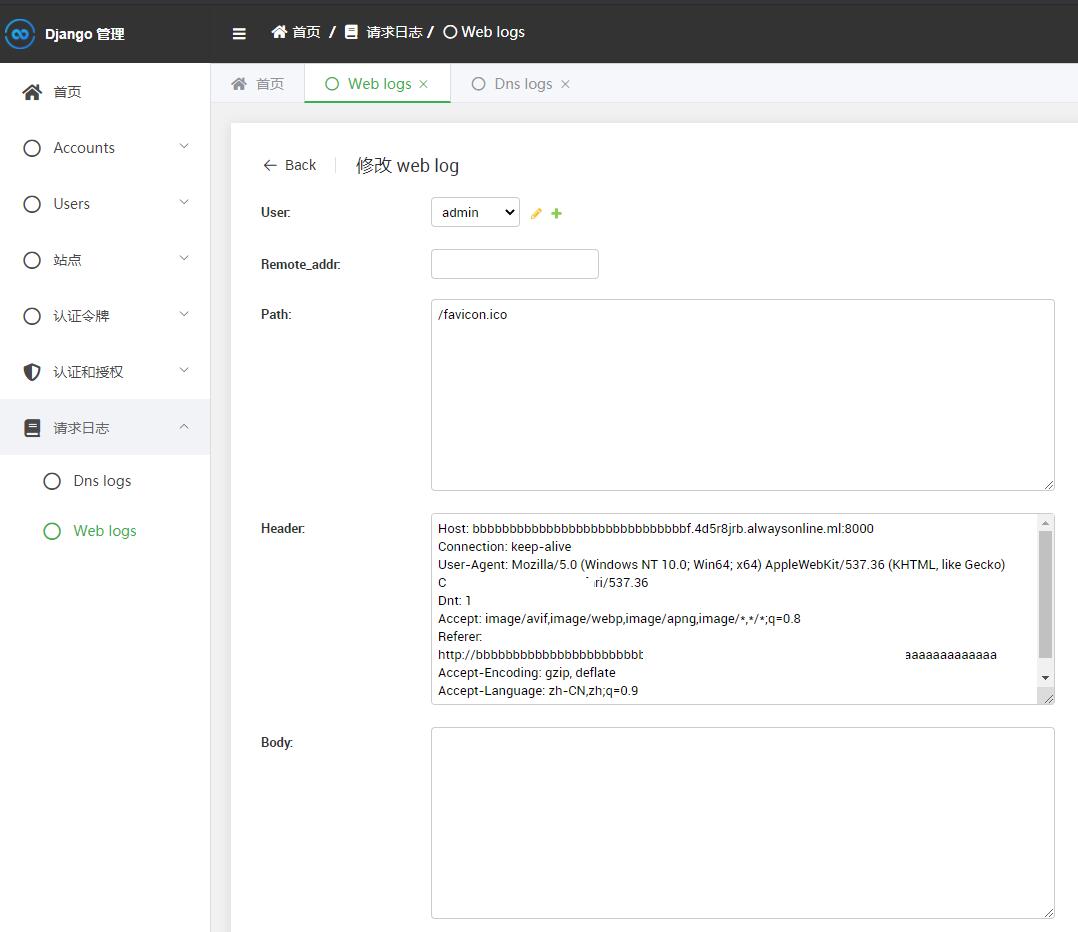 Django 管理
首页 / 请求日志 / Web logs
首页
Web logs ×
Dns logs ×
首页
Accounts
Users
站点
认证令牌
认证和授权
请求日志
Dns logs
Web logs
← Back
修改 web log
User:
admin
Remote_addr:
Path:
/favicon.ico
Header:
Host: bbbbbbbbbbbbbbbbbbbbbbbbbbbbbf.4d5r8jrb.alwaysonline.ml:8000
Connection: keep-alive
User-Agent: Mozilla/5.0 (Windows NT 10.0; Win64; x64) AppleWebKit/537.36 (KHTML, like Gecko)
C ri/537.36
Dnt: 1
Accept: image/avif,image/webp,image/apng,image/*,*/*;q=0.8
Referer:
http://bbbbbbbbbbbbbbbbbbbbbbb aaaaaaaaaaaaa
Accept-Encoding: gzip, deflate
Accept-Language: zh-CN,zh;q=0.9
Body: